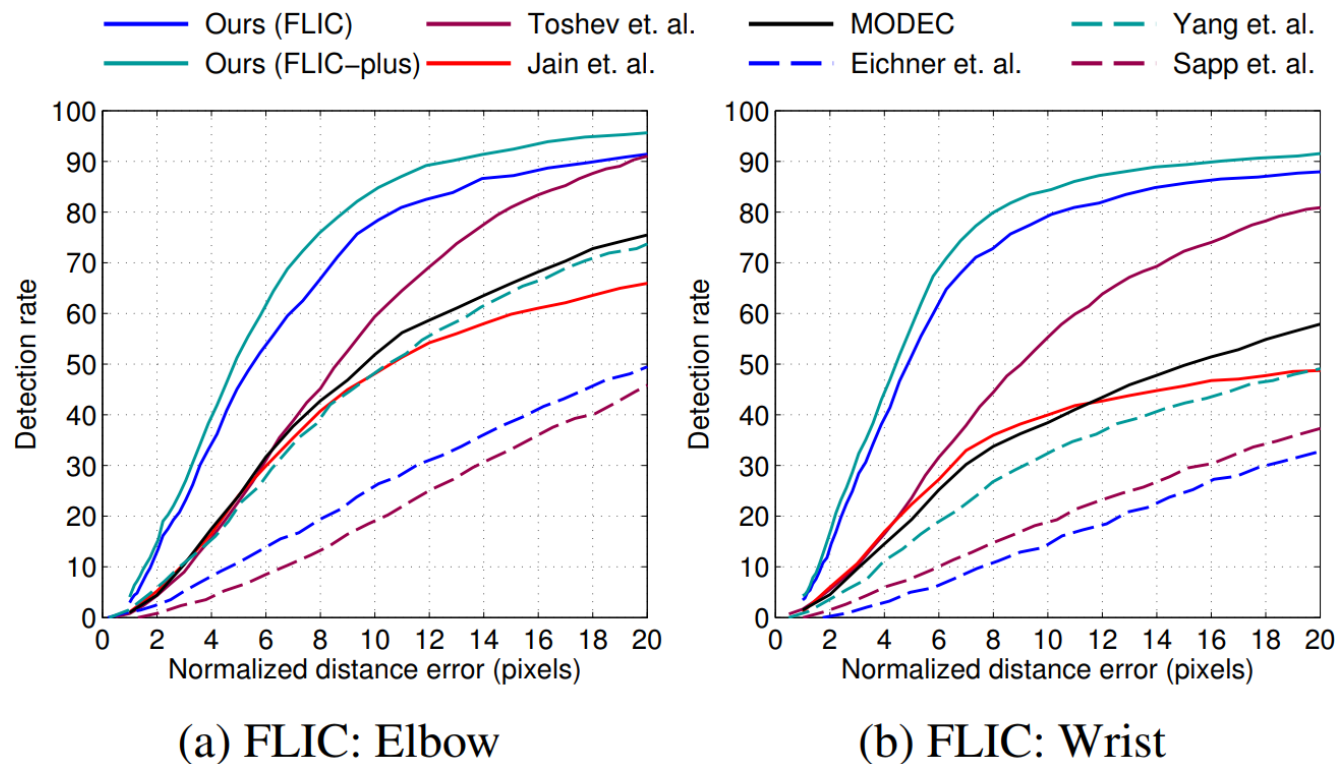 Ours (FLIC) Toshev et. al. MODEC Yang et. al.
Ours (FLIC-plus) Jain et. al. Eichner et. al. Sapp et. al.
Detection rate
100
90
80
70
60
50
40
30
20
10
0
0 2 4 6 8 10 12 14 16 18 20
Normalized distance error (pixels)
(a) FLIC: Elbow
Detection rate
100
90
80
70
60
50
40
30
20
10
0
0 2 4 6 8 10 12 14 16 18 20
Normalized distance error (pixels)
(b) FLIC: Wrist